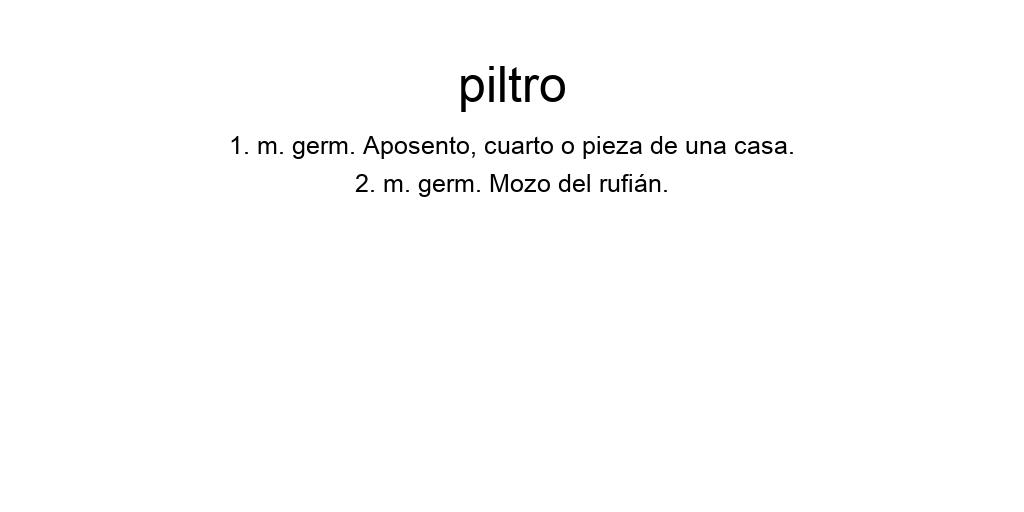 piltro
1. m. germ. Aposento, cuarto o pieza de una casa.
2. m. germ. Mozo del rufián.